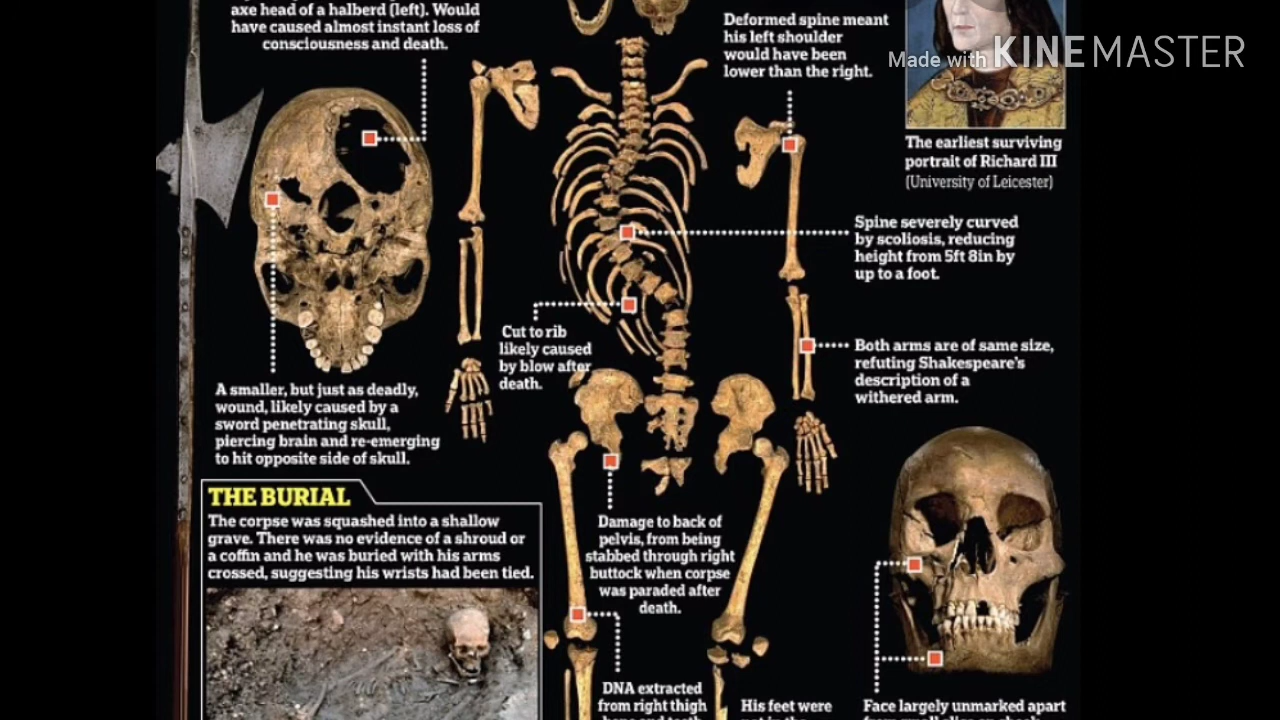 axe head of a halberd (left). Would
have caused almost instant loss of
consciousness and death.
Deformed spine meant
his left shoulder
would have been
lower than the right.
Made with KINEMASTER
The earliest surviving
portrait of Richard III
(University of Leicester)
Spine severely curved
by scoliosis, reducing
height from 5ft 8in by
up to a foot.
Cut to rib
likely caused
by blow after
death.
Both arms are of same size,
refuting Shakespeare's
description of a
withered arm.
A smaller, but just as deadly,
wound, likely caused by a
sword penetrating skull,
piercing brain and re-emerging
to hit opposite side of skull.
THE BURIAL
The corpse was squashed into a shallow
grave. There was no evidence of a shroud or
a coffin and he was buried with his arms
crossed, suggesting his wrists had been tied.
Damage to back of
pelvis, from being
stabbed through right
buttock when corpse
was paraded after
death.
DNA extracted
from right thigh
His feet were
Face largely unmarked apart